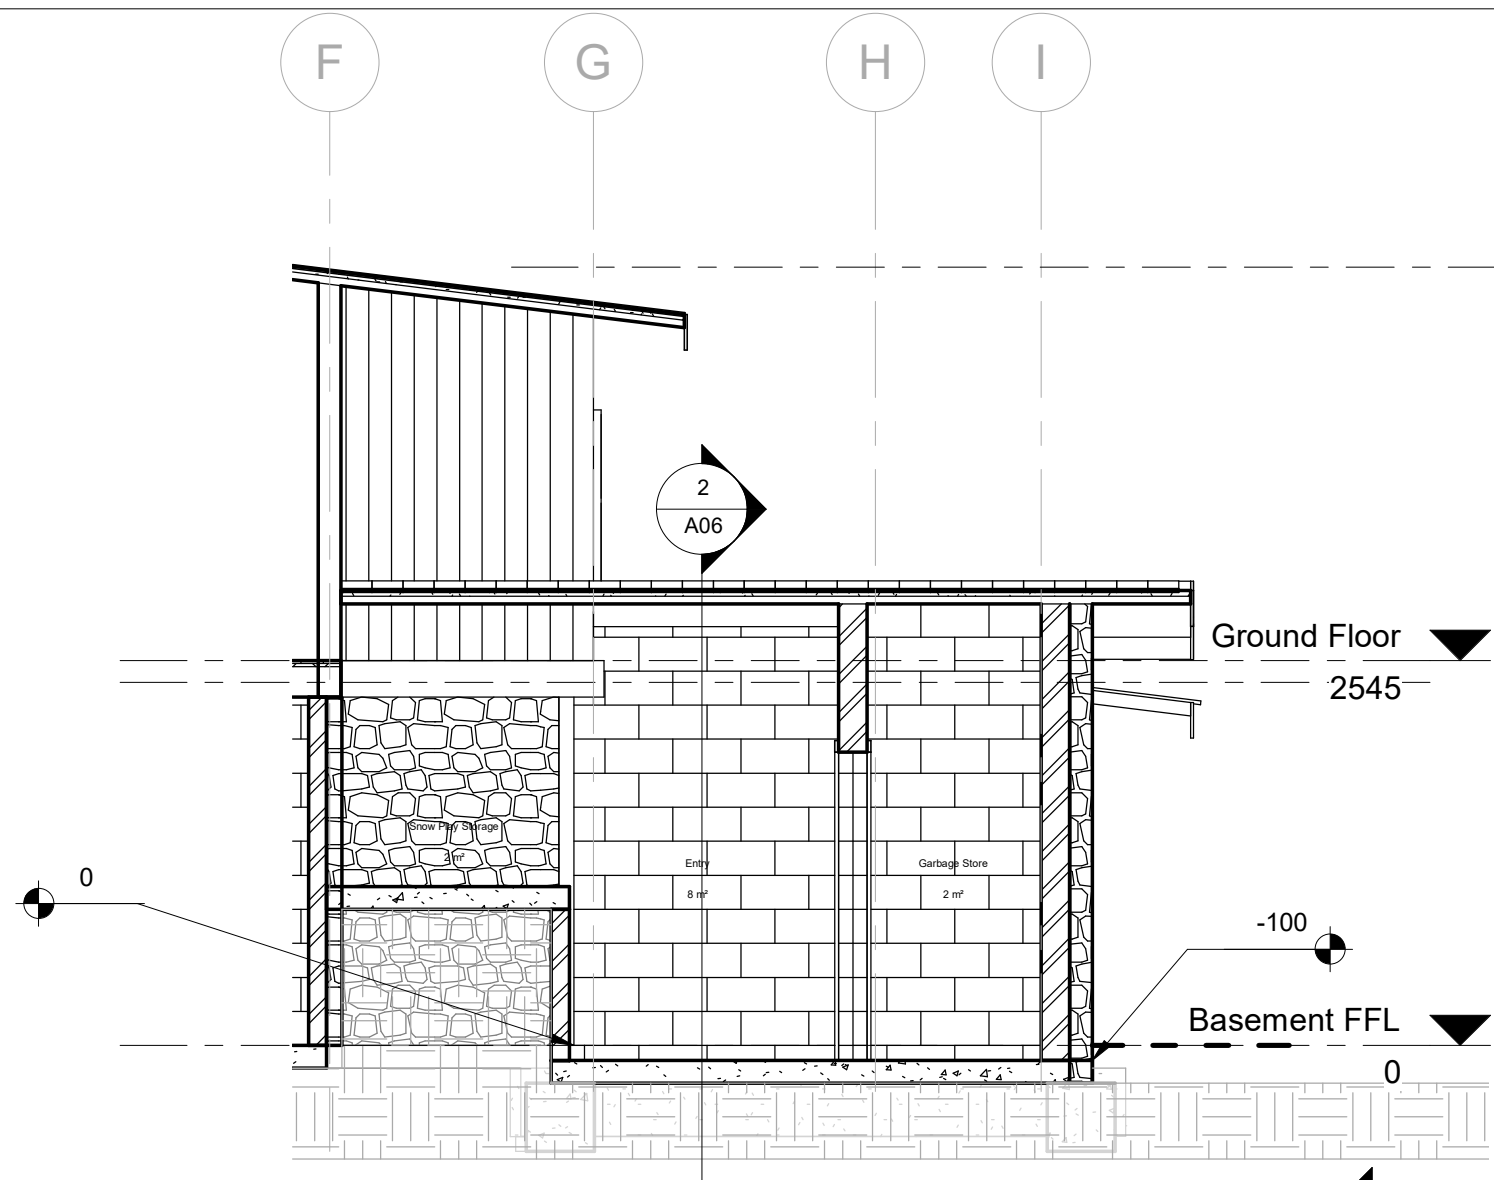 F
G
H
I
2
A06
Ground Floor
2545
Snow Play Storage
2 m²
Entry
8 m²
Garbage Store
2 m²
0
-100
Basement FFL
0